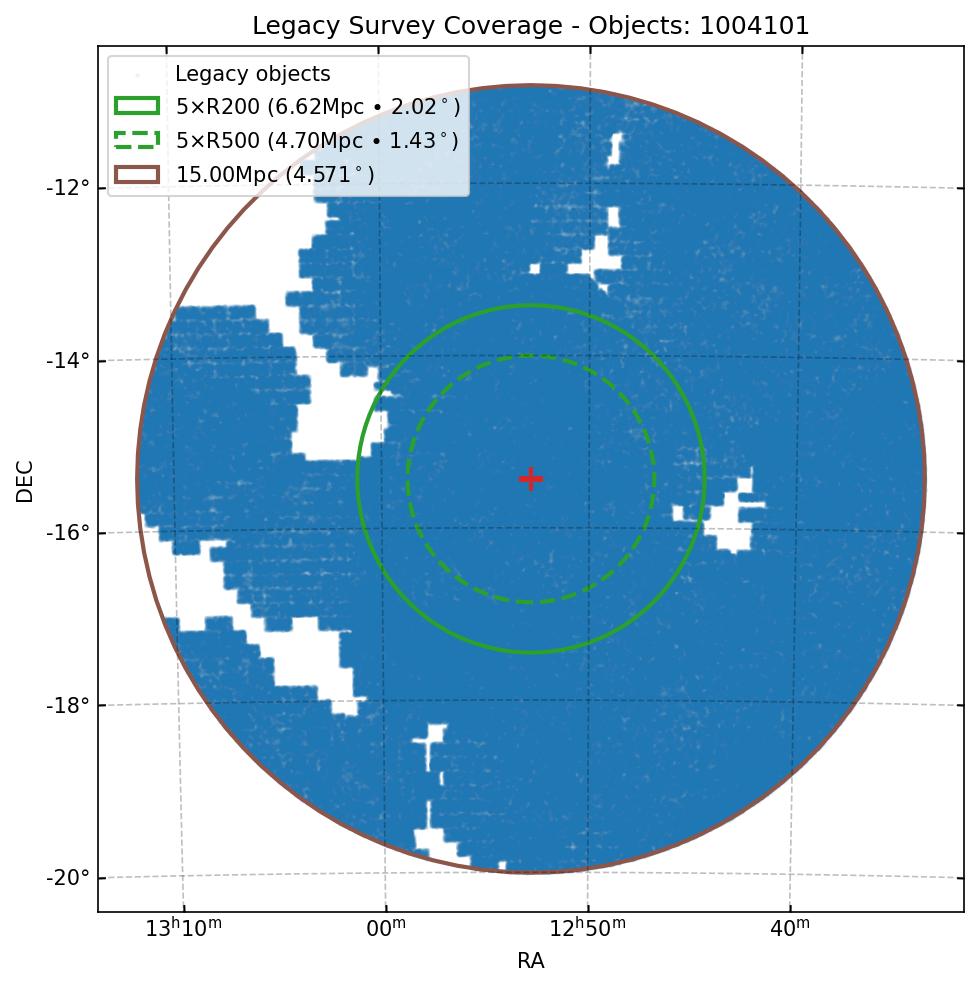 Legacy Survey Coverage - Objects: 1004101
Legacy objects
5×R200 (6.62Mpc • 2.02°)
5×R500 (4.70Mpc • 1.43°)
15.00Mpc (4.571°)
-12°
-14°
-16°
-18°
-20°
DEC
13ʰ10ᵐ 00ᵐ 12ʰ50ᵐ 40ᵐ
RA